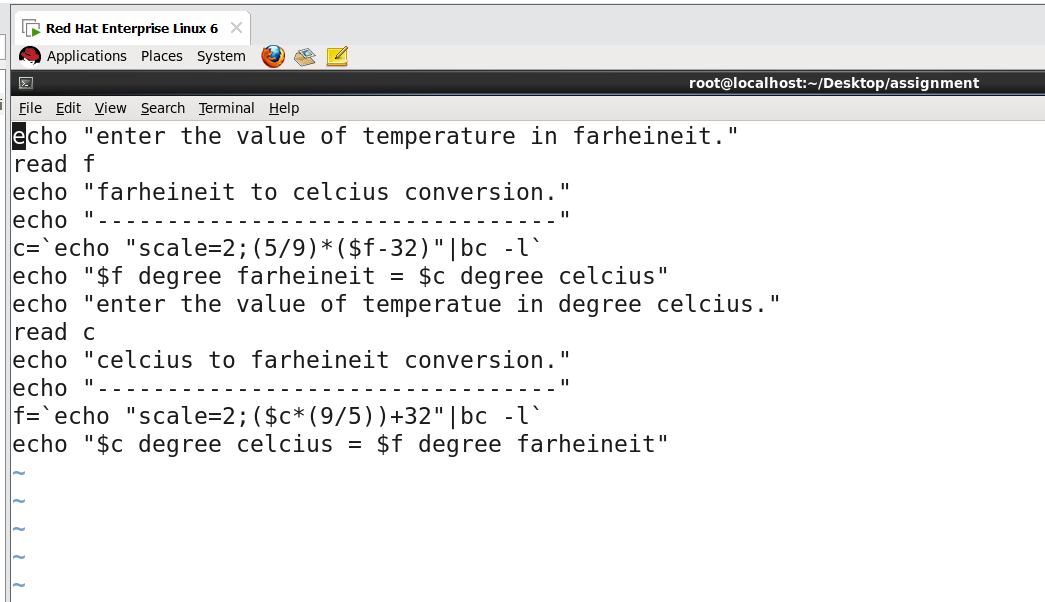 Red Hat Enterprise Linux 6
Applications Places System
root@localhost:~/Desktop/assignment
File Edit View Search Terminal Help
echo "enter the value of temperature in farheineit."
read f
echo "farheineit to celcius conversion."
echo "---------------------------------"
c=`echo "scale=2;(5/9)*($f-32)"|bc -l`
echo "$f degree farheineit = $c degree celcius"
echo "enter the value of temperatue in degree celcius."
read c
echo "celcius to farheineit conversion."
echo "---------------------------------"
f=`echo "scale=2;($c*(9/5))+32"|bc -l`
echo "$c degree celcius = $f degree farheineit"
~
~
~
~
~